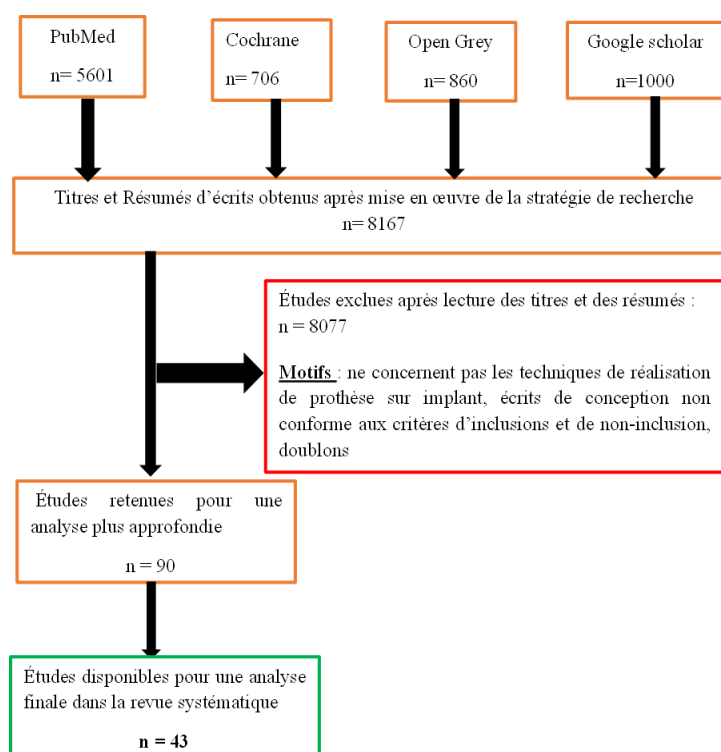 PubMed
n= 5601
Cochrane
n= 706
Open Grey
n= 860
Google scholar
n=1000
Titres et Résumés d’écrits obtenus après mise en œuvre de la stratégie de recherche
n= 8167
Études exclues après lecture des titres et des résumés :
n = 8077
Motifs : ne concernent pas les techniques de réalisation
de prothèse sur implant, écrits de conception non
conforme aux critères d’inclusions et de non-inclusion,
doublons
Études retenues pour une
analyse plus approfondie
n = 90
Études disponibles pour une analyse
finale dans la revue systématique
n = 43